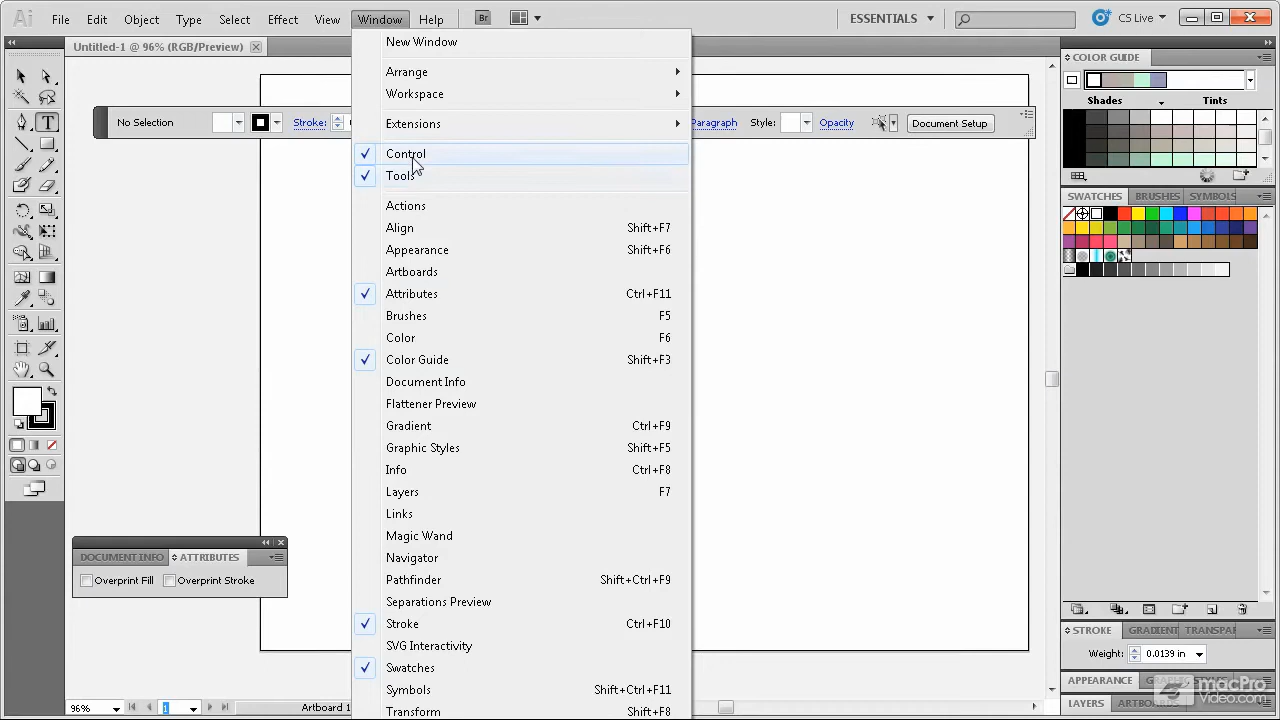 Ai File Edit Object Type Select Effect View Window Help Br ESSENTIALS CS Live
Untitled-1 @ 96% (RGB/Preview)
No Selection Stroke: Paragraph Style: Opacity Document Setup
New Window
Arrange
Workspace
Extensions
Control
Tools
Actions
Align Shift+F7
Appearance Shift+F6
Artboards
Attributes Ctrl+F11
Brushes F5
Color F6
Color Guide Shift+F3
Document Info
Flattener Preview
Gradient Ctrl+F9
Graphic Styles Shift+F5
Info Ctrl+F8
Layers F7
Links
Magic Wand
Navigator
Pathfinder Shift+Ctrl+F9
Separations Preview
Stroke Ctrl+F10
SVG Interactivity
Swatches
Symbols Shift+Ctrl+F11
Transform Shift+F8
T
DOCUMENT INFO ATTRIBUTES
Overprint Fill Overprint Stroke
96% 1 Artboard
COLOR GUIDE
Shades Tints
SWATCHES BRUSHES SYMBOLS
STROKE GRADIENT TRANSPAR
Weight: 0.0139 in
APPEARANCE
LAYERS
macProVideo.com